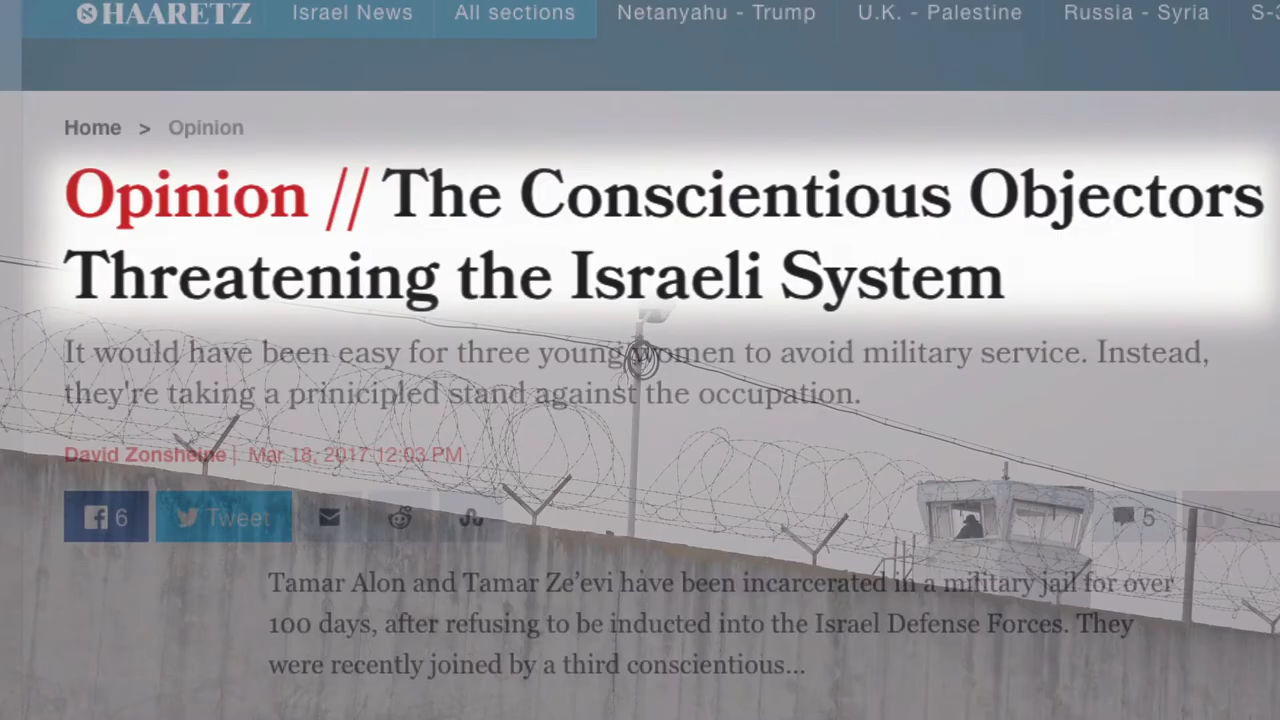 HAARETZ Israel News All sections Netanyahu - Trump U.K. - Palestine Russia - Syria
Home > Opinion
Opinion // The Conscientious Objectors
Threatening the Israeli System
It would have been easy for three young women to avoid military service. Instead,
they're taking a prinicipled stand against the occupation.
David Zonsheine | Mar 18, 2017 12:03 PM
6 Tweet 5
Tamar Alon and Tamar Ze’evi have been incarcerated in a military jail for over
100 days, after refusing to be inducted into the Israel Defense Forces. They
were recently joined by a third conscientious...